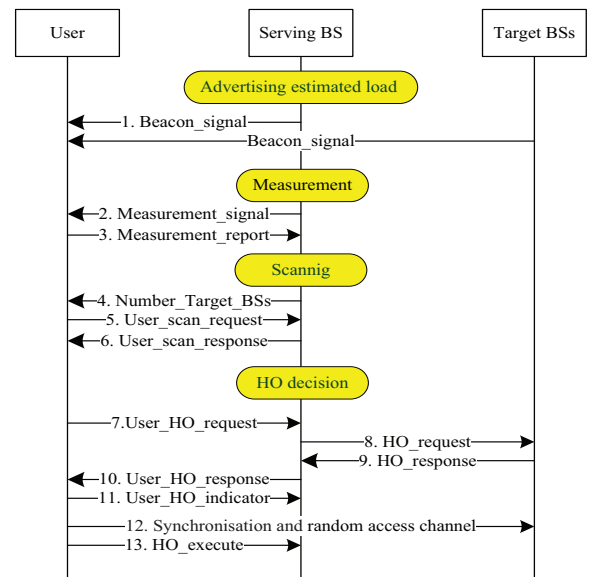 User
Serving BS
Target BSs
Advertising estimated load
1. Beacon_signal
Beacon_signal
Measurement
2. Measurement_signal
3. Measurement_report
Scannig
4. Number_Target_BSs
5. User_scan_request
6. User_scan_response
HO decision
7.User_HO_request
8. HO_request
9. HO_response
10. User_HO_response
11. User_HO_indicator
12. Synchronisation and random access channel
13. HO_execute